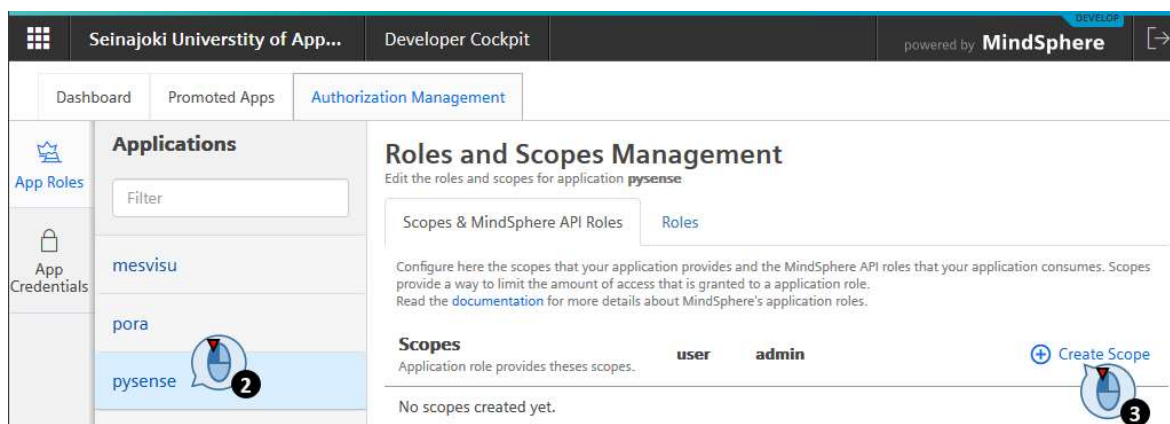 DEVELOP
Seinajoki Universtity of App...
Developer Cockpit
powered by MindSphere
Dashboard
Promoted Apps
Authorization Management
App Roles
App
Credentials
Applications
Filter
mesvisu
pora
pysense
2
Roles and Scopes Management
Edit the roles and scopes for application pysense
Scopes & MindSphere API Roles
Roles
Configure here the scopes that your application provides and the MindSphere API roles that your application consumes. Scopes
provide a way to limit the amount of access that is granted to a application role.
Read the documentation for more details about MindSphere's application roles.
Scopes
Application role provides theses scopes.
user
admin
Create Scope
3
No scopes created yet.